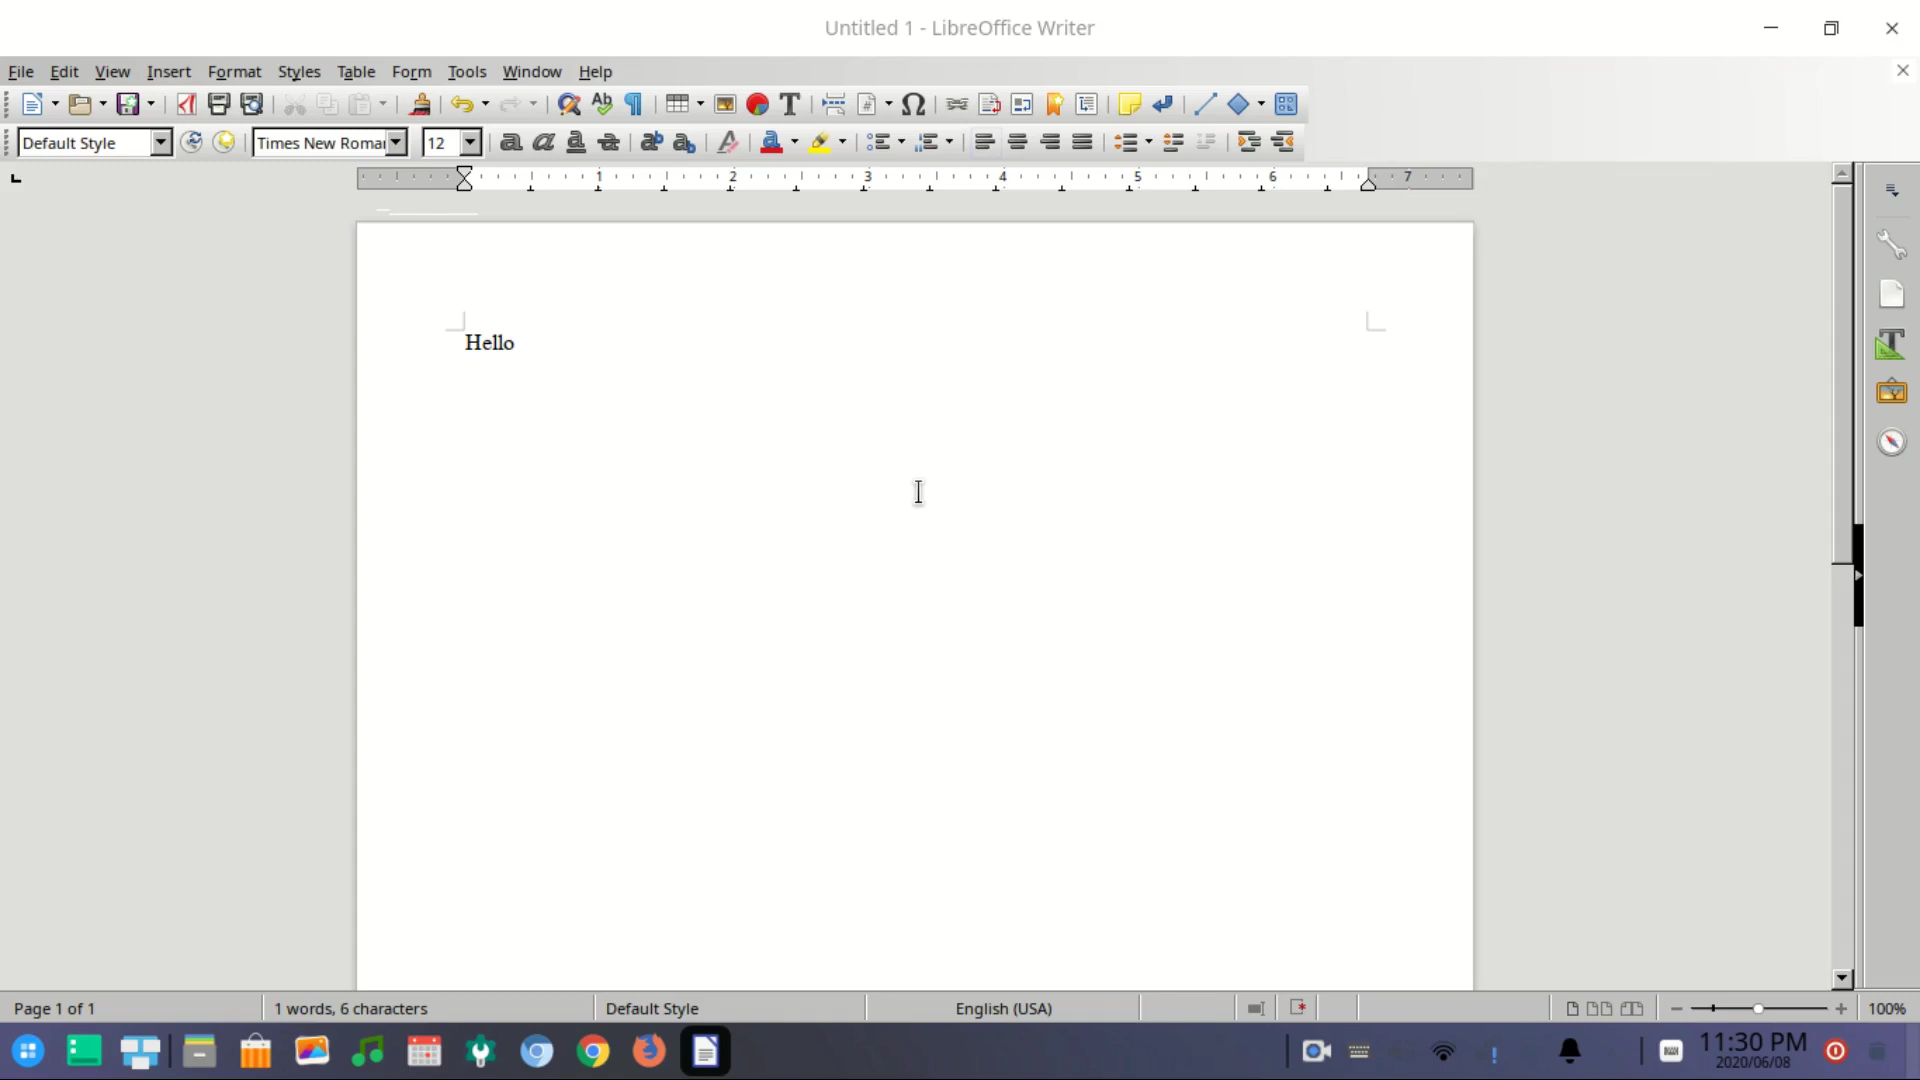 Untitled 1 - LibreOffice Writer
File Edit View Insert Format Styles Table Form Tools Window Help
Default Style Times New Roma 12
1 2 3 4 5 6 7
Hello
Page 1 of 1 1 words, 6 characters Default Style English (USA) 100%
11:30 PM
2020/06/08